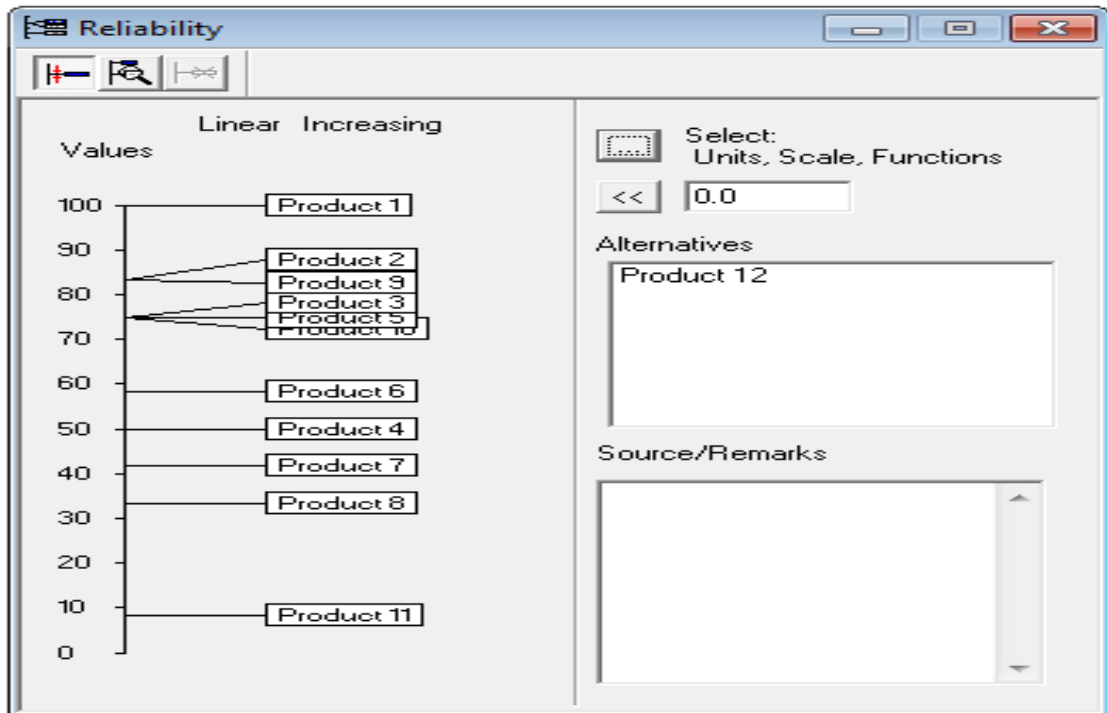 Reliability
Linear Increasing
Values
100
90
80
70
60
50
40
30
20
10
0
Product 1
Product 2
Product 9
Product 3
Product 5
Product 10
Product 6
Product 4
Product 7
Product 8
Product 11
Select:
Units, Scale, Functions
<<
0.0
Alternatives
Product 12
Source/Remarks